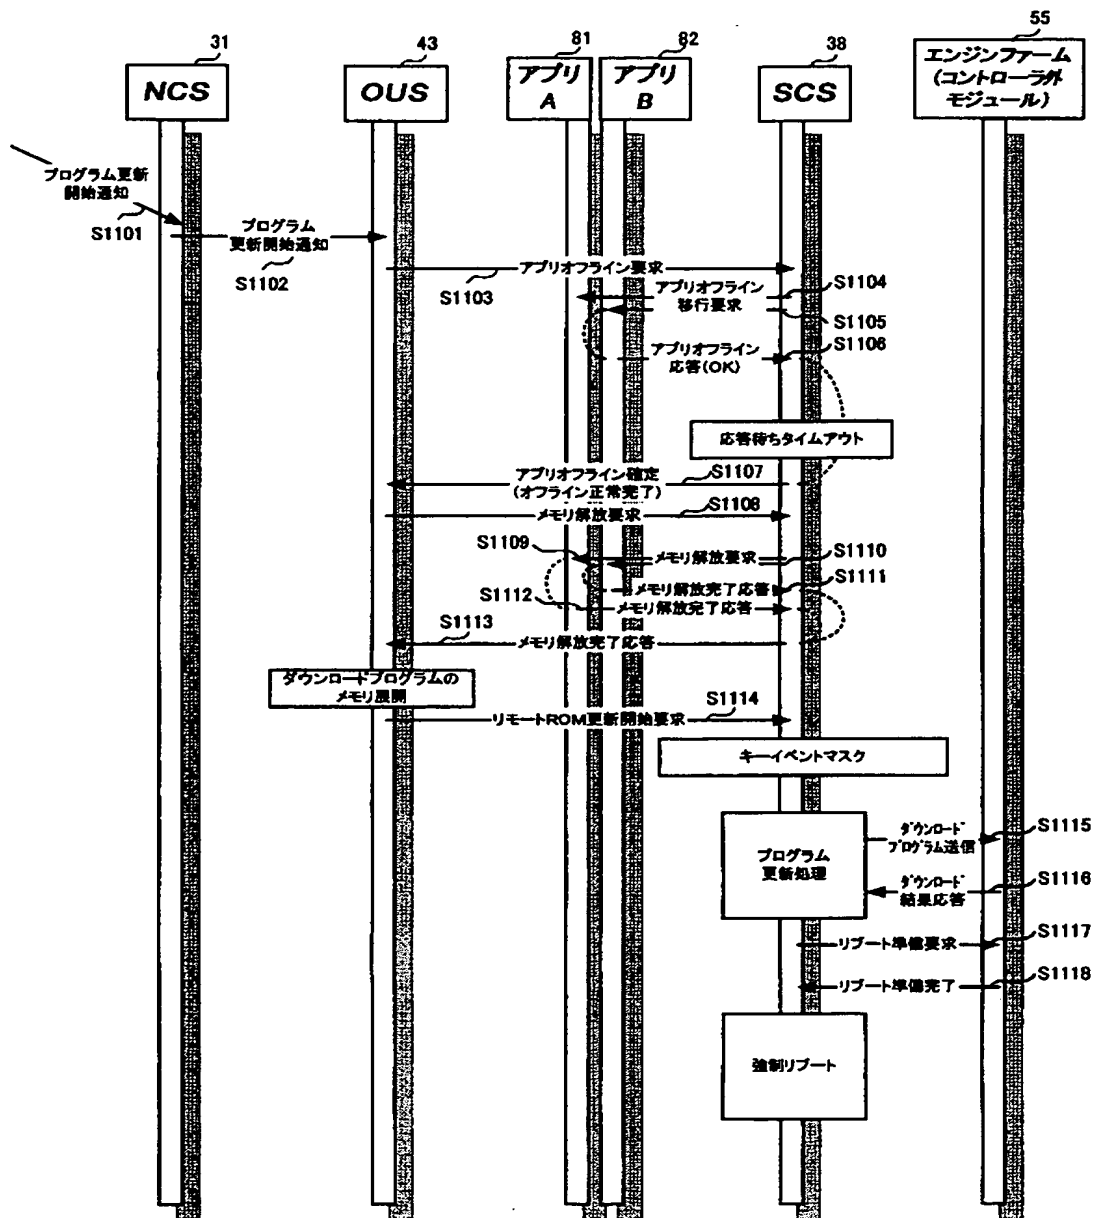 31
43
81
82
38
55
NCS
OUS
アプリ
A
アプリ
B
SCS
エンジンファーム
(コントローラ外
モジュール)
プログラム更新
開始通知
S1101
プログラム
更新開始通知
S1102
アプリオフライン要求
S1103
アプリオフライン
移行要求
S1104
S1105
アプリオフライン
応答(OK)
S1106
応答待ちタイムアウト
アプリオフライン確定
(オフライン正常完了)
S1107
メモリ解放要求
S1108
S1109
メモリ解放要求
S1110
メモリ解放完了応答
S1111
S1112
メモリ解放完了応答
S1113
メモリ解放完了応答
ダウンロードプログラムの
メモリ展開
リモートROM更新開始要求
S1114
キーイベントマスク
プログラム
更新処理
ダウンロード
プログラム送信
S1115
ダウンロード
結果応答
S1116
リブート準備要求
S1117
リブート準備完了
S1118
強制リブート